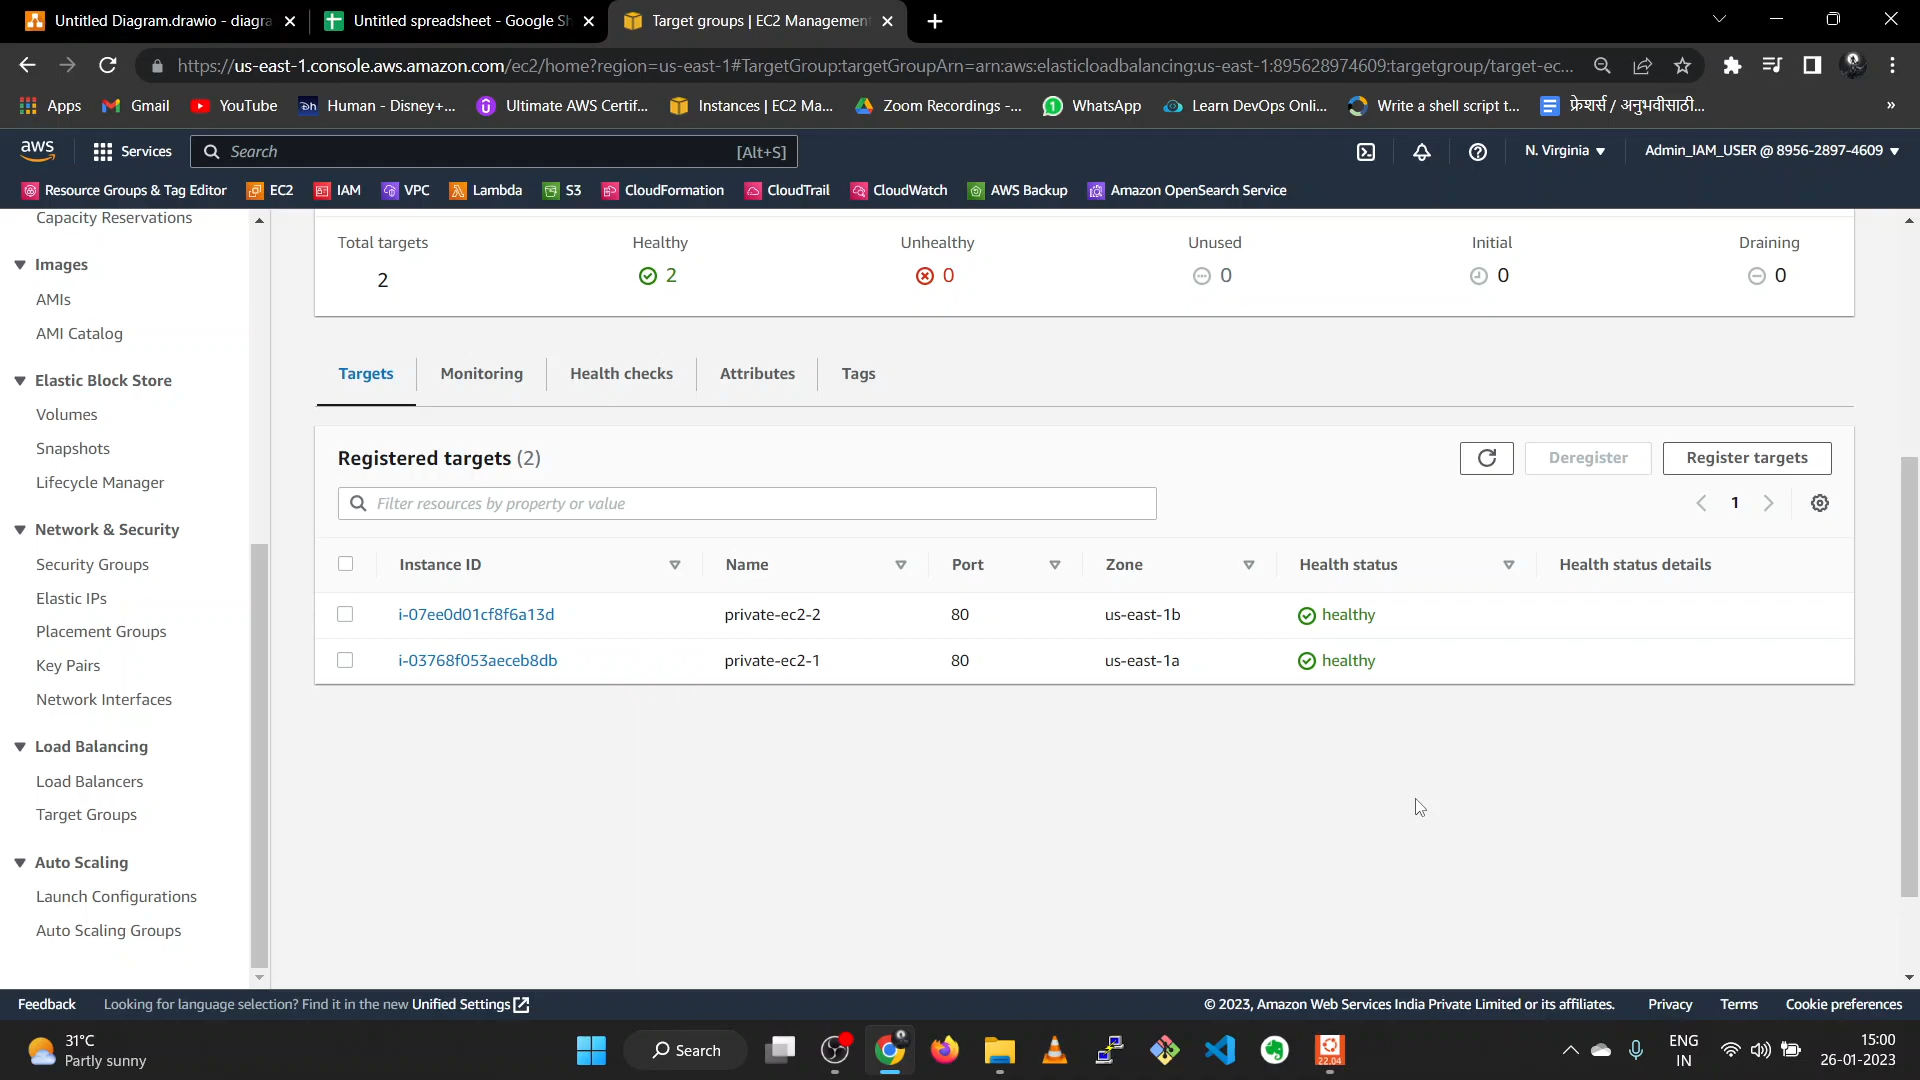 Untitled Diagram.drawio - diagra
Untitled spreadsheet - Google Sh
Target groups | EC2 Managemen
https://us-east-1.console.aws.amazon.com/ec2/home?region=us-east-1#TargetGroup:targetGroupArn=arn:aws:elasticloadbalancing:us-east-1:895628974609:targetgroup/target-ec...
Apps Gmail YouTube Human - Disney+... Ultimate AWS Certif... Instances | EC2 Ma... Zoom Recordings -... WhatsApp Learn DevOps Onli... Write a shell script t... फ्रेशर्स / अनुभवीसाठी... »
aws Services Search [Alt+S] N. Virginia Admin_IAM_USER @ 8956-2897-4609
Resource Groups & Tag Editor EC2 IAM VPC Lambda S3 CloudFormation CloudTrail CloudWatch AWS Backup Amazon OpenSearch Service
Capacity Reservations
Images
AMIs
AMI Catalog
Elastic Block Store
Volumes
Snapshots
Lifecycle Manager
Network & Security
Security Groups
Elastic IPs
Placement Groups
Key Pairs
Network Interfaces
Load Balancing
Load Balancers
Target Groups
Auto Scaling
Launch Configurations
Auto Scaling Groups
Total targets Healthy Unhealthy Unused Initial Draining
2 2 0 0 0 0
Targets Monitoring Health checks Attributes Tags
Registered targets (2) Deregister Register targets
Filter resources by property or value 1
Instance ID Name Port Zone Health status Health status details
i-07ee0d01cf8f6a13d private-ec2-2 80 us-east-1b healthy
i-03768f053aeceb8db private-ec2-1 80 us-east-1a healthy
Feedback Looking for language selection? Find it in the new Unified Settings © 2023, Amazon Web Services India Private Limited or its affiliates. Privacy Terms Cookie preferences
31°C
Partly sunny
Search
22.04
ENG
IN
15:00
26-01-2023